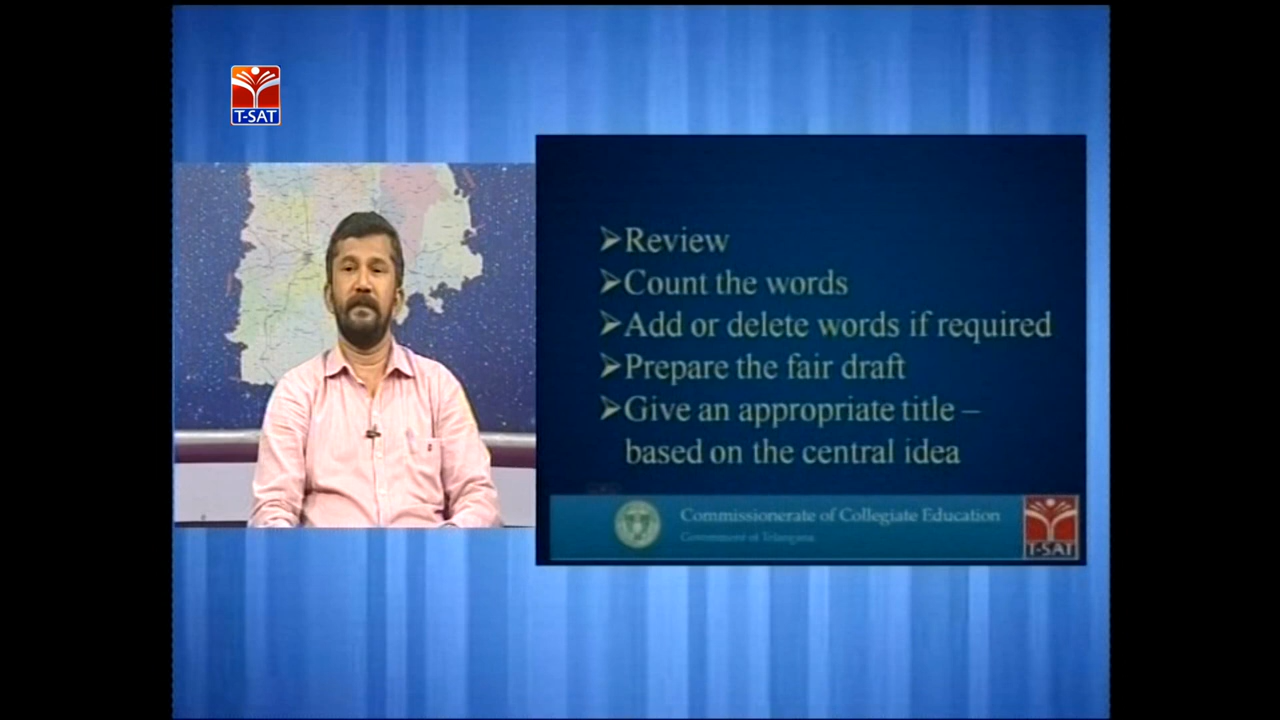 T-SAT
➢Review
➢Count the words
➢Add or delete words if required
➢Prepare the fair draft
➢Give an appropriate title –
based on the central idea
Commissionerate of Collegiate Education
Government of Telangana
T-SAT